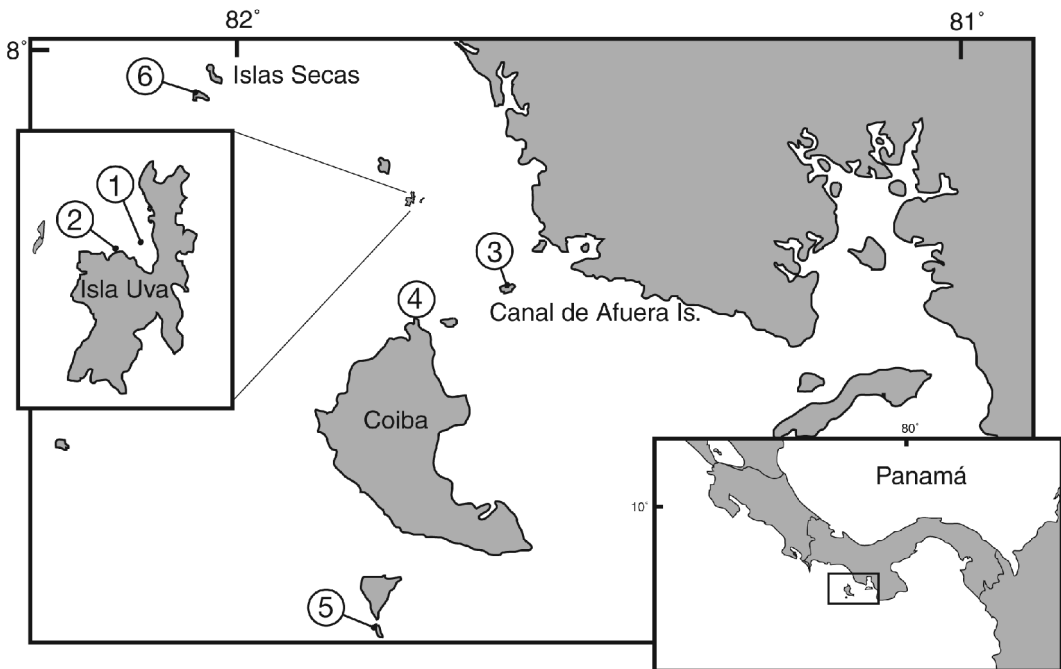 82°
81°
8°
6
Islas Secas
1
2
3
Isla Uva
4
Canal de Afuera Is.
Coiba
80°
Panamá
10°
5